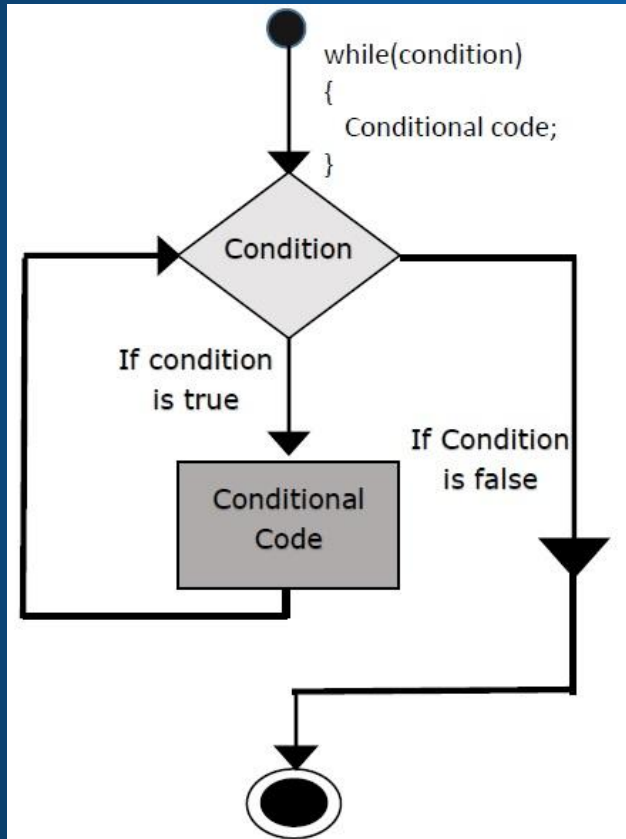 while(condition)
{
Conditional code;
}
Condition
If condition
is true
If Condition
is false
Conditional
Code